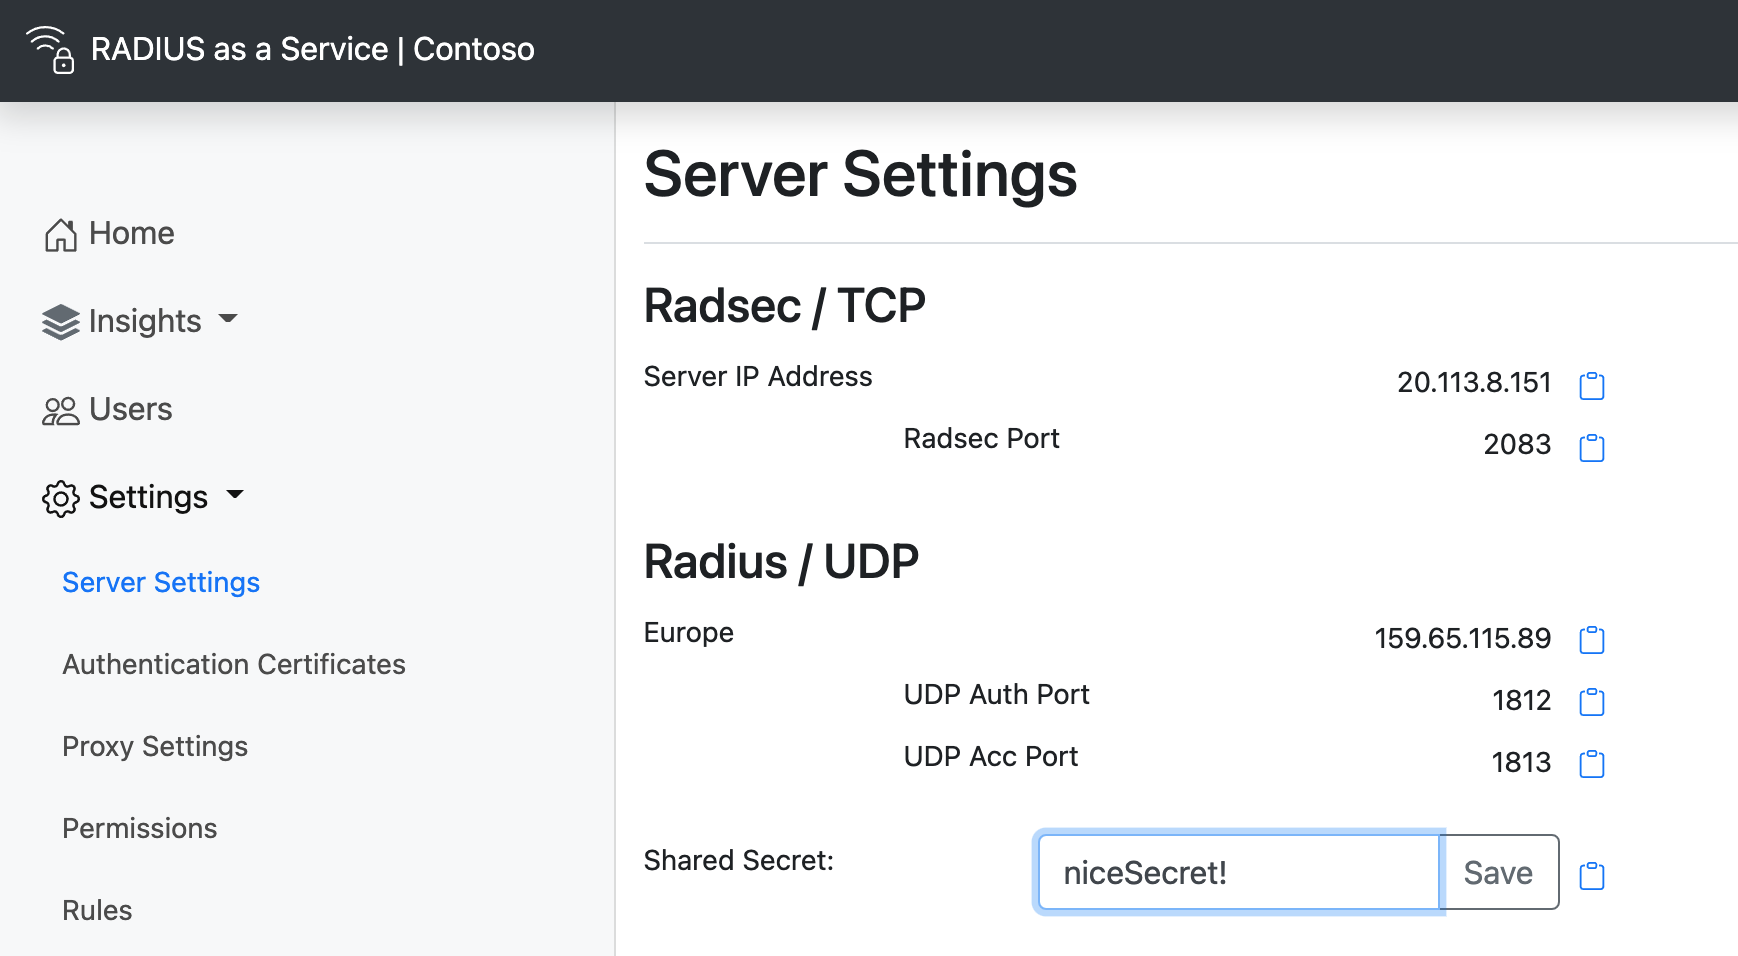 RADIUS as a Service | Contoso
Home
Insights
Users
Settings
Server Settings
Authentication Certificates
Proxy Settings
Permissions
Rules
Server Settings
Radsec / TCP
Server IP Address 20.113.8.151
Radsec Port 2083
Radius / UDP
Europe 159.65.115.89
UDP Auth Port 1812
UDP Acc Port 1813
Shared Secret: niceSecret! Save